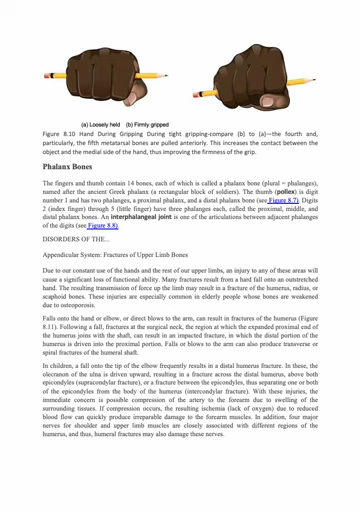 (a) Loosely held (b) Firmly gripped
Figure 8.10 Hand During Gripping During tight gripping-compare (b) to (a)—the fourth and,
particularly, the fifth metatarsal bones are pulled anteriorly. This increases the contact between the
object and the medial side of the hand, thus improving the firmness of the grip.
Phalanx Bones
The fingers and thumb contain 14 bones, each of which is called a phalanx bone (plural = phalanges),
named after the ancient Greek phalanx (a rectangular block of soldiers). The thumb (pollex) is digit
number 1 and has two phalanges, a proximal phalanx, and a distal phalanx bone (see Figure 8.7). Digits
2 (index finger) through 5 (little finger) have three phalanges each, called the proximal, middle, and
distal phalanx bones. An interphalangeal joint is one of the articulations between adjacent phalanges
of the digits (see Figure 8.8).
DISORDERS OF THE...
Appendicular System: Fractures of Upper Limb Bones
Due to our constant use of the hands and the rest of our upper limbs, an injury to any of these areas will
cause a significant loss of functional ability. Many fractures result from a hard fall onto an outstretched
hand. The resulting transmission of force up the limb may result in a fracture of the humerus, radius, or
scaphoid bones. These injuries are especially common in elderly people whose bones are weakened
due to osteoporosis.
Falls onto the hand or elbow, or direct blows to the arm, can result in fractures of the humerus (Figure
8.11). Following a fall, fractures at the surgical neck, the region at which the expanded proximal end of
the humerus joins with the shaft, can result in an impacted fracture, in which the distal portion of the
humerus is driven into the proximal portion. Falls or blows to the arm can also produce transverse or
spiral fractures of the humeral shaft.
In children, a fall onto the tip of the elbow frequently results in a distal humerus fracture. In these, the
olecranon of the ulna is driven upward, resulting in a fracture across the distal humerus, above both
epicondyles (supracondylar fracture), or a fracture between the epicondyles, thus separating one or both
of the epicondyles from the body of the humerus (intercondylar fracture). With these injuries, the
immediate concern is possible compression of the artery to the forearm due to swelling of the
surrounding tissues. If compression occurs, the resulting ischemia (lack of oxygen) due to reduced
blood flow can quickly produce irreparable damage to the forearm muscles. In addition, four major
nerves for shoulder and upper limb muscles are closely associated with different regions of the
humerus, and thus, humeral fractures may also damage these nerves.